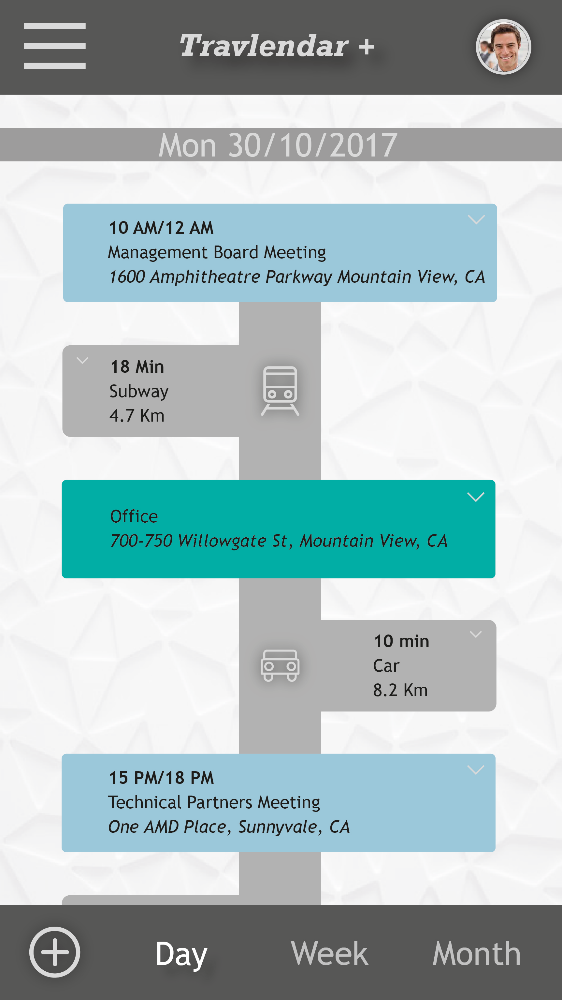 Travlendar +
Mon 30/10/2017
10 AM/12 AM
Management Board Meeting
1600 Amphitheatre Parkway Mountain View, CA
18 Min
Subway
4.7 Km
Office
700-750 Willowgate St, Mountain View, CA
10 min
Car
8.2 Km
15 PM/18 PM
Technical Partners Meeting
One AMD Place, Sunnyvale, CA
Day Week Month